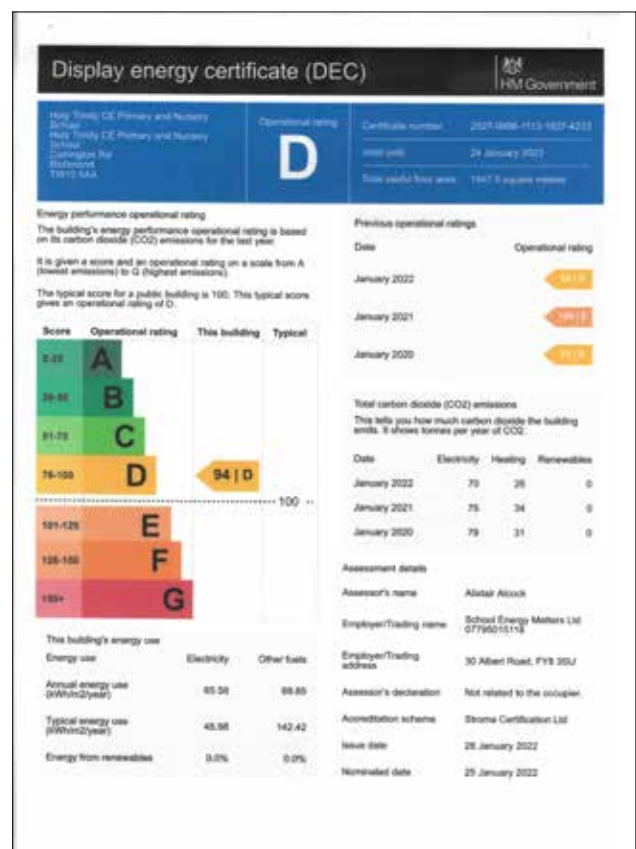 Display energy certificate (DEC)
HM Government
Holy Trinity CE Primary and Nursery
School
Holy Trinity CE Primary and Nursery
School
Carrington Rd
Richmond
TW10 5AA
Operational rating
D
Certificate number
Valid until
24 January 2023
Total useful floor area
square metres
Energy performance operational rating
The building's energy performance operational rating is based
on its carbon dioxide (CO2) emissions for the last year.
It is given a score and an operational rating on a scale from A
(lowest emissions) to G (highest emissions).
The typical score for a public building is 100. This typical score
gives an operational rating of D.
Score Operational rating This building Typical
0-25 A
26-50 B
51-75 C
76-100 D 94 | D
100
101-125 E
126-150 F
150+ G
This building's energy use
Energy use Electricity Other fuels
Annual energy use
(kWh/m2/year)
65.58
Typical energy use
(kWh/m2/year)
142.42
Energy from renewables 0.0% 0.0%
Previous operational ratings
Date Operational rating
January 2022
January 2021
January 2020
Total carbon dioxide (CO2) emissions
This tells you how much carbon dioxide the building
emits. It shows tonnes per year of CO2.
Date Electricity Heating Renewables
January 2022 70 26 0
January 2021 75 34 0
January 2020 79 31 0
Assessment details
Assessor's name Alistair Alcock
Employer/Trading name School Energy Matters Ltd
07795015118
Employer/Trading
address
30 Albert Road, FY8
Assessor's declaration Not related to the occupier.
Accreditation scheme Stroma Certification Ltd
Issue date 28 January 2022
Nominated date 25 January 2022